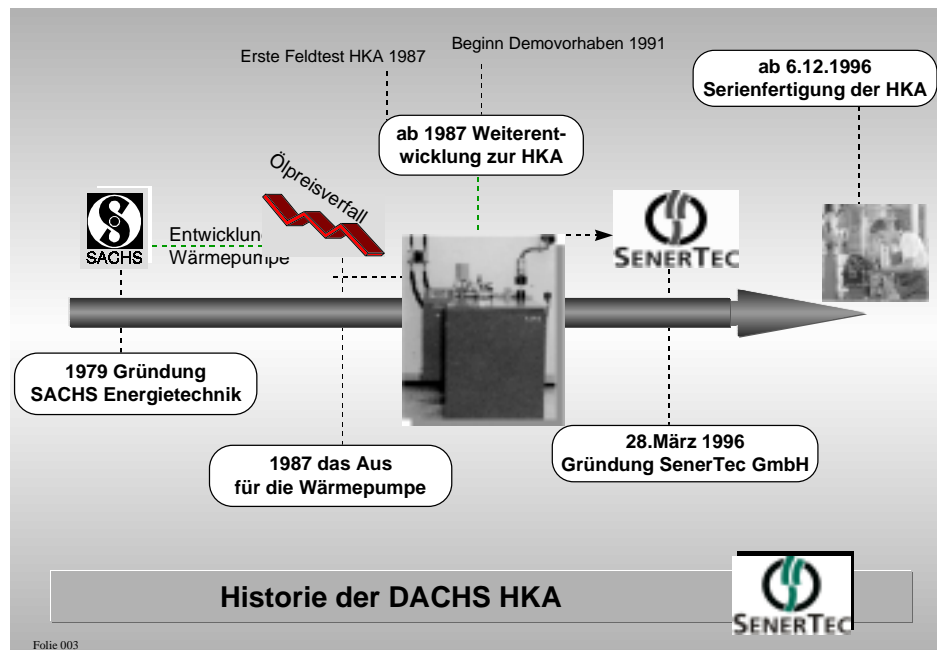 Erste Feldtest HKA 1987
Beginn Demovorhaben 1991
ab 6.12.1996
Serienfertigung der HKA
ab 1987 Weiterent-
wicklung zur HKA
Ölpreisverfall
SACHS
Entwicklun
Wärmepumpe
SENERTEC
1979 Gründung
SACHS Energietechnik
1987 das Aus
für die Wärmepumpe
28.März 1996
Gründung SenerTec GmbH
Historie der DACHS HKA
SENERTEC
Folie 003